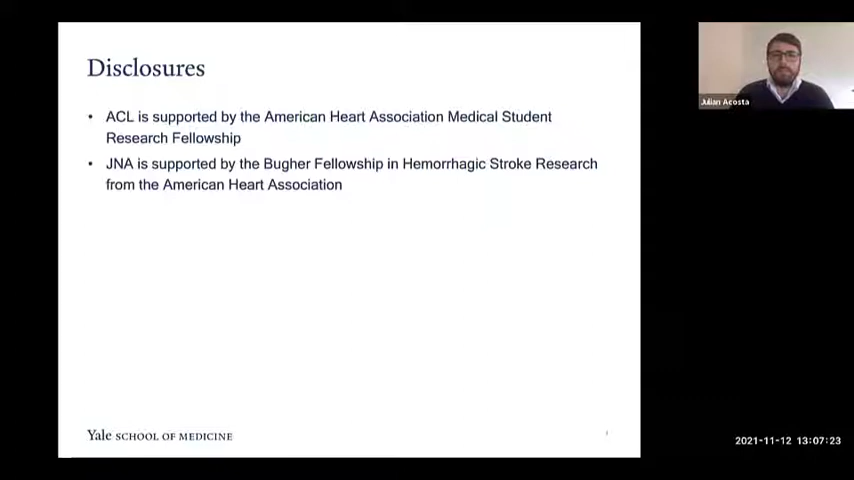 Disclosures
• ACL is supported by the American Heart Association Medical Student
Research Fellowship
• JNA is supported by the Bugher Fellowship in Hemorrhagic Stroke Research
from the American Heart Association
Yale SCHOOL OF MEDICINE
Julian Acosta
2021-11-12 13:07:23